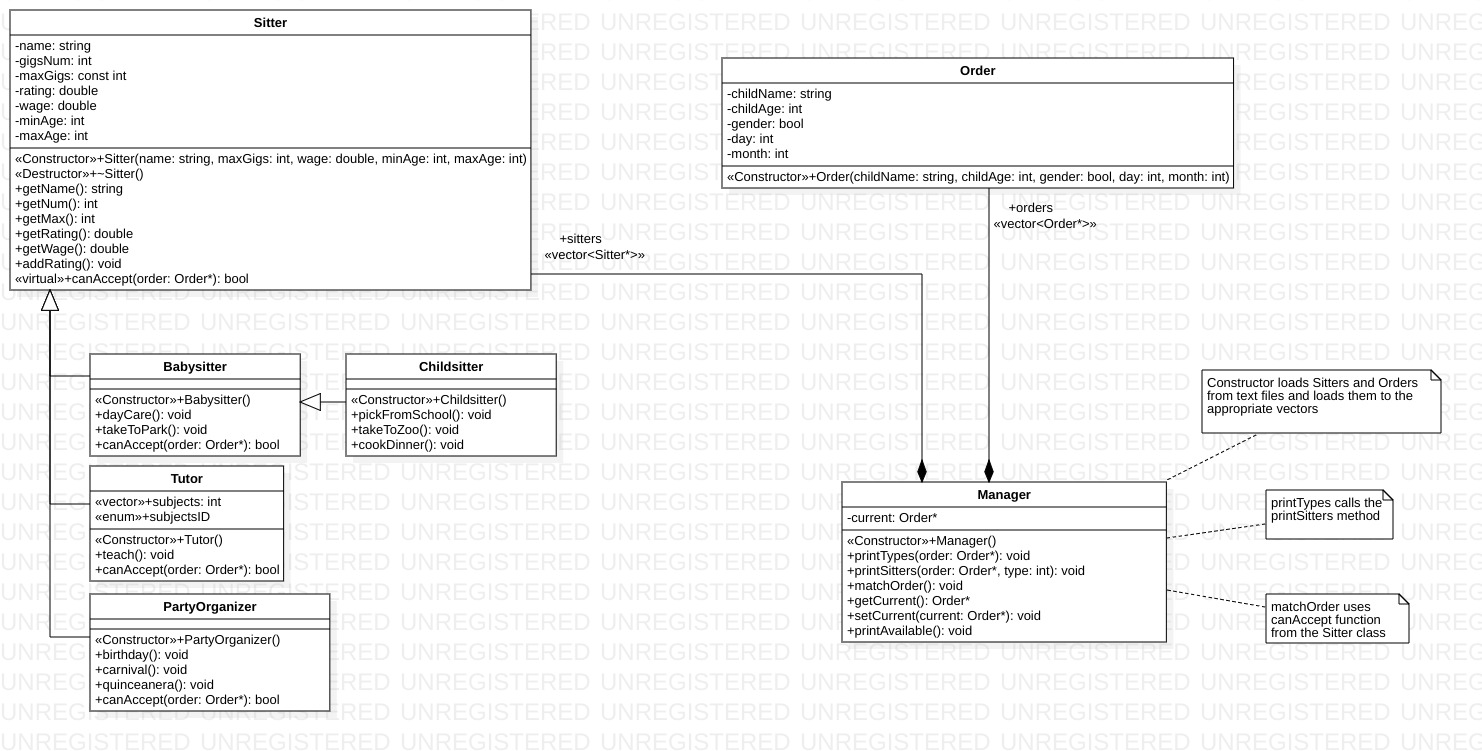 Sitter
-name: string
-gigsNum: int
-maxGigs: const int
-rating: double
-wage: double
-minAge: int
-maxAge: int
«Constructor»+Sitter(name: string, maxGigs: int, wage: double, minAge: int, maxAge: int)
«Destructor»+~Sitter()
+getName(): string
+getNum(): int
+getMax(): int
+getRating(): double
+getWage(): double
+addRating(): void
«virtual»+canAccept(order: Order*): bool
Order
-childName: string
-childAge: int
-gender: bool
-day: int
-month: int
«Constructor»+Order(childName: string, childAge: int, gender: bool, day: int, month: int)
+sitters
«vector<Sitter*>»
+orders
«vector<Order*>»
Babysitter
«Constructor»+Babysitter()
+dayCare(): void
+takeToPark(): void
+canAccept(order: Order*): bool
Childsitter
«Constructor»+Childsitter()
+pickFromSchool(): void
+takeToZoo(): void
+cookDinner(): void
Tutor
«vector»+subjects: int
«enum»+subjectsID
«Constructor»+Tutor()
+teach(): void
+canAccept(order: Order*): bool
PartyOrganizer
«Constructor»+PartyOrganizer()
+birthday(): void
+carnival(): void
+quinceanera(): void
+canAccept(order: Order*): bool
Manager
-current: Order*
«Constructor»+Manager()
+printTypes(order: Order*): void
+printSitters(order: Order*, type: int): void
+matchOrder(): void
+getCurrent(): Order*
+setCurrent(current: Order*): void
+printAvailable(): void
Constructor loads Sitters and Orders
from text files and loads them to the
appropriate vectors
printTypes calls the
printSitters method
matchOrder uses
canAccept function
from the Sitter class
UNREGISTERED